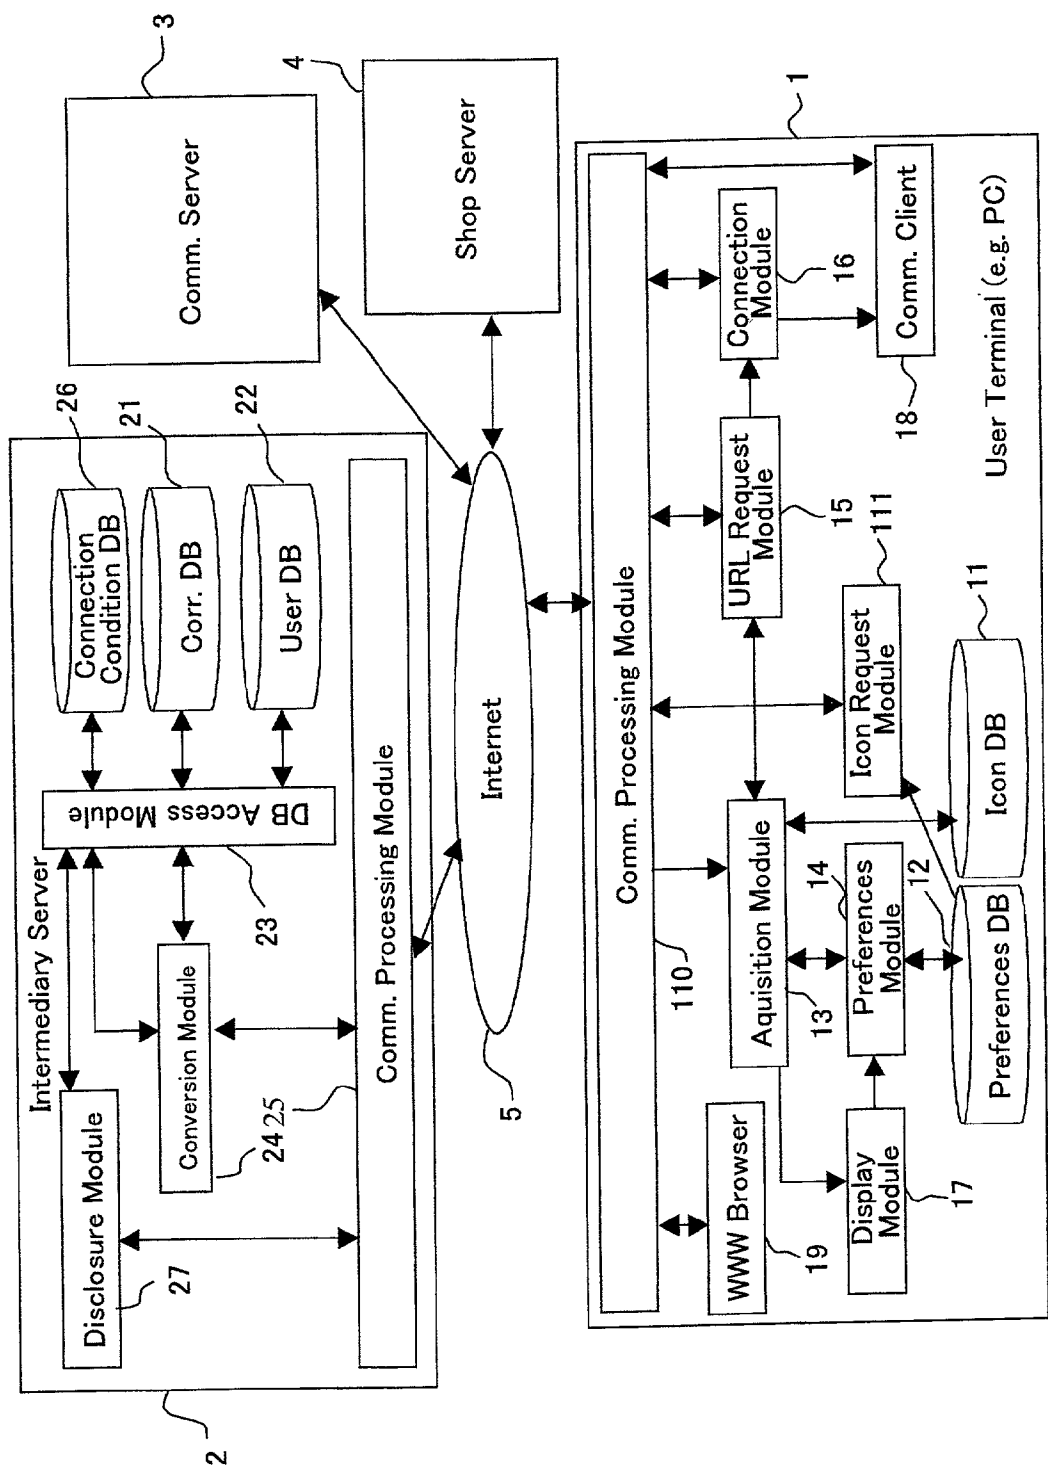 2
Intermediary Server
Disclosure Module
27
Conversion Module
24
25
DB Access Module
23
Connection
Condition DB
26
Corr. DB
21
User DB
22
Comm. Processing Module
Comm. Server
3
Shop Server
4
Internet
5
1
Comm. Processing Module
110
WWW Browser
19
Aquisition Module
13
URL Request
Module
15
Connection
Module
16
Display
Module
17
Preferences
Module
14
Icon Request
Module
111
Comm. Client
18
Preferences DB
12
Icon DB
11
User Terminal (e.g. PC)